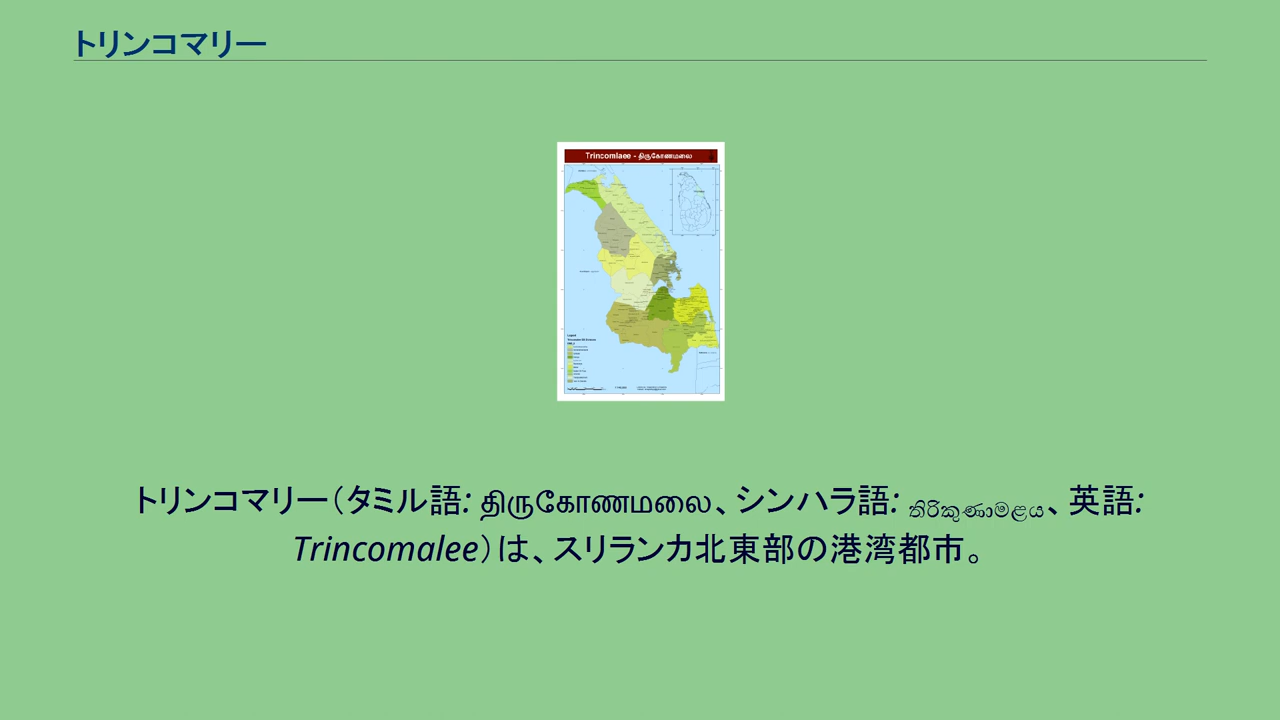 トリンコマリー
Trincomlaee - திருகோணமலை
トリンコマリー（タミル語: திருகோணமலை、シンハラ語: තිරිකුණාමළය、英語:
Trincomalee）は、スリランカ北東部の港湾都市。